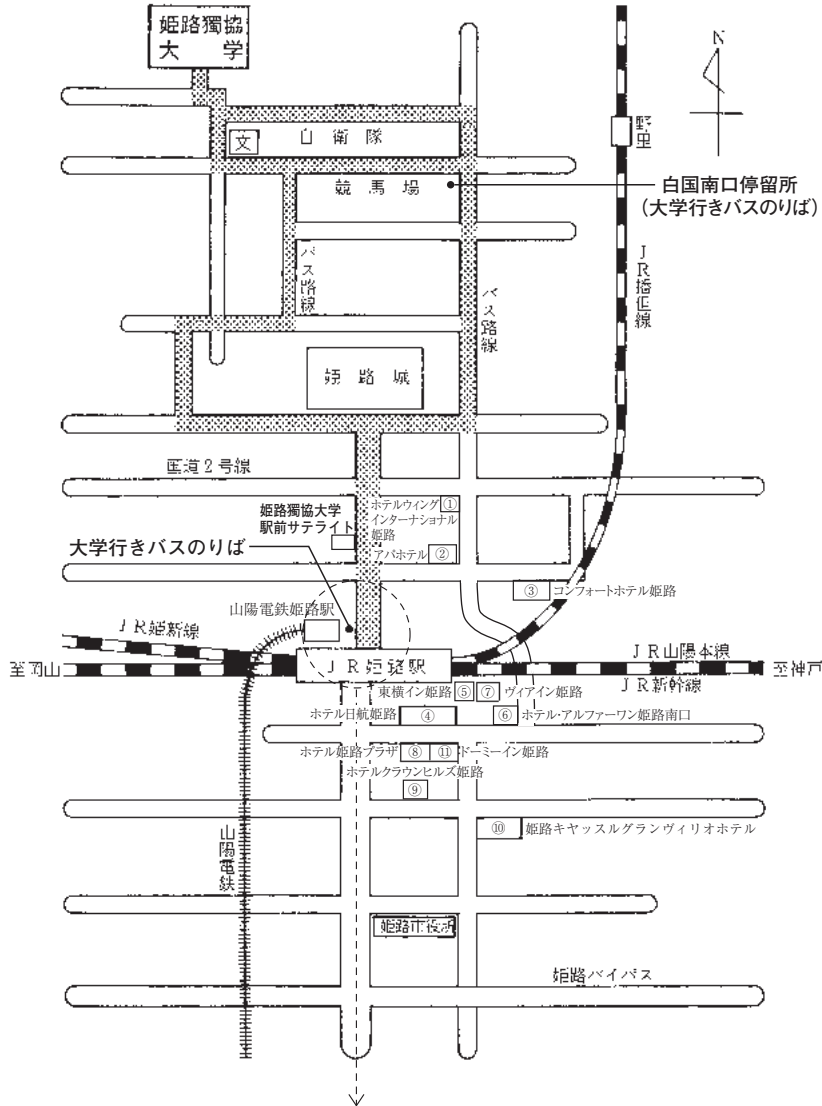 姫路獨協
大学
N
野里
文
自衛隊
競馬場
白国南口停留所
(大学行きバスのりば)
バス路線
バス路線
JR播但線
姫路城
国道2号線
姫路獨協大学
駅前サテライト
ホテルウィング
インターナショナル
姫路
①
アパホテル
②
大学行きバスのりば
③
コンフォートホテル姫路
山陽電鉄姫路駅
JR姫新線
至岡山
JR姫路駅
JR山陽本線
JR新幹線
至神戸
東横イン姫路
⑤
⑦
ヴィアイン姫路
ホテル日航姫路
④
⑥
ホテル・アルファーワン姫路南口
ホテル姫路プラザ
⑧
⑪
ドーミーイン姫路
ホテルクラウンヒルズ姫路
⑨
⑩
姫路キヤッスルグランヴィリオホテル
山陽電鉄
姫路市役所
姫路バイパス